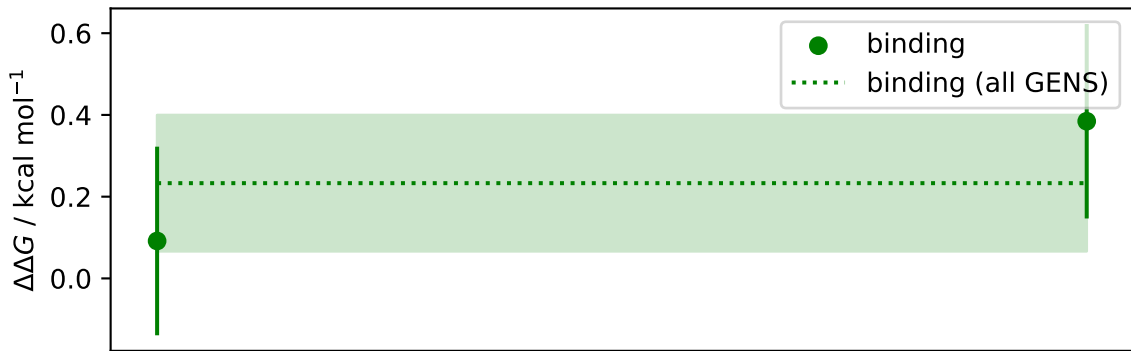 0.6
0.4
0.2
0.0
ΔΔG / kcal mol⁻¹
binding
binding (all GENS)